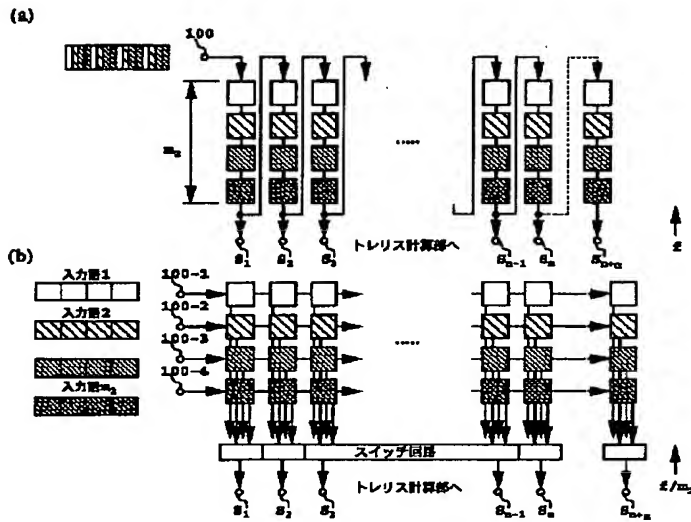 (a)
100
m₂
.....
S₁ S₂ S₃ トレリス計算部へ Sₙ₋₁ Sₙ
f
(b)
入力語1
入力語2
入力語m₂
100-1
100-2
100-3
100-4
.....
スイッチ回路
トレリス計算部へ
S₁ S₂ S₃ Sₙ₋₁ Sₙ